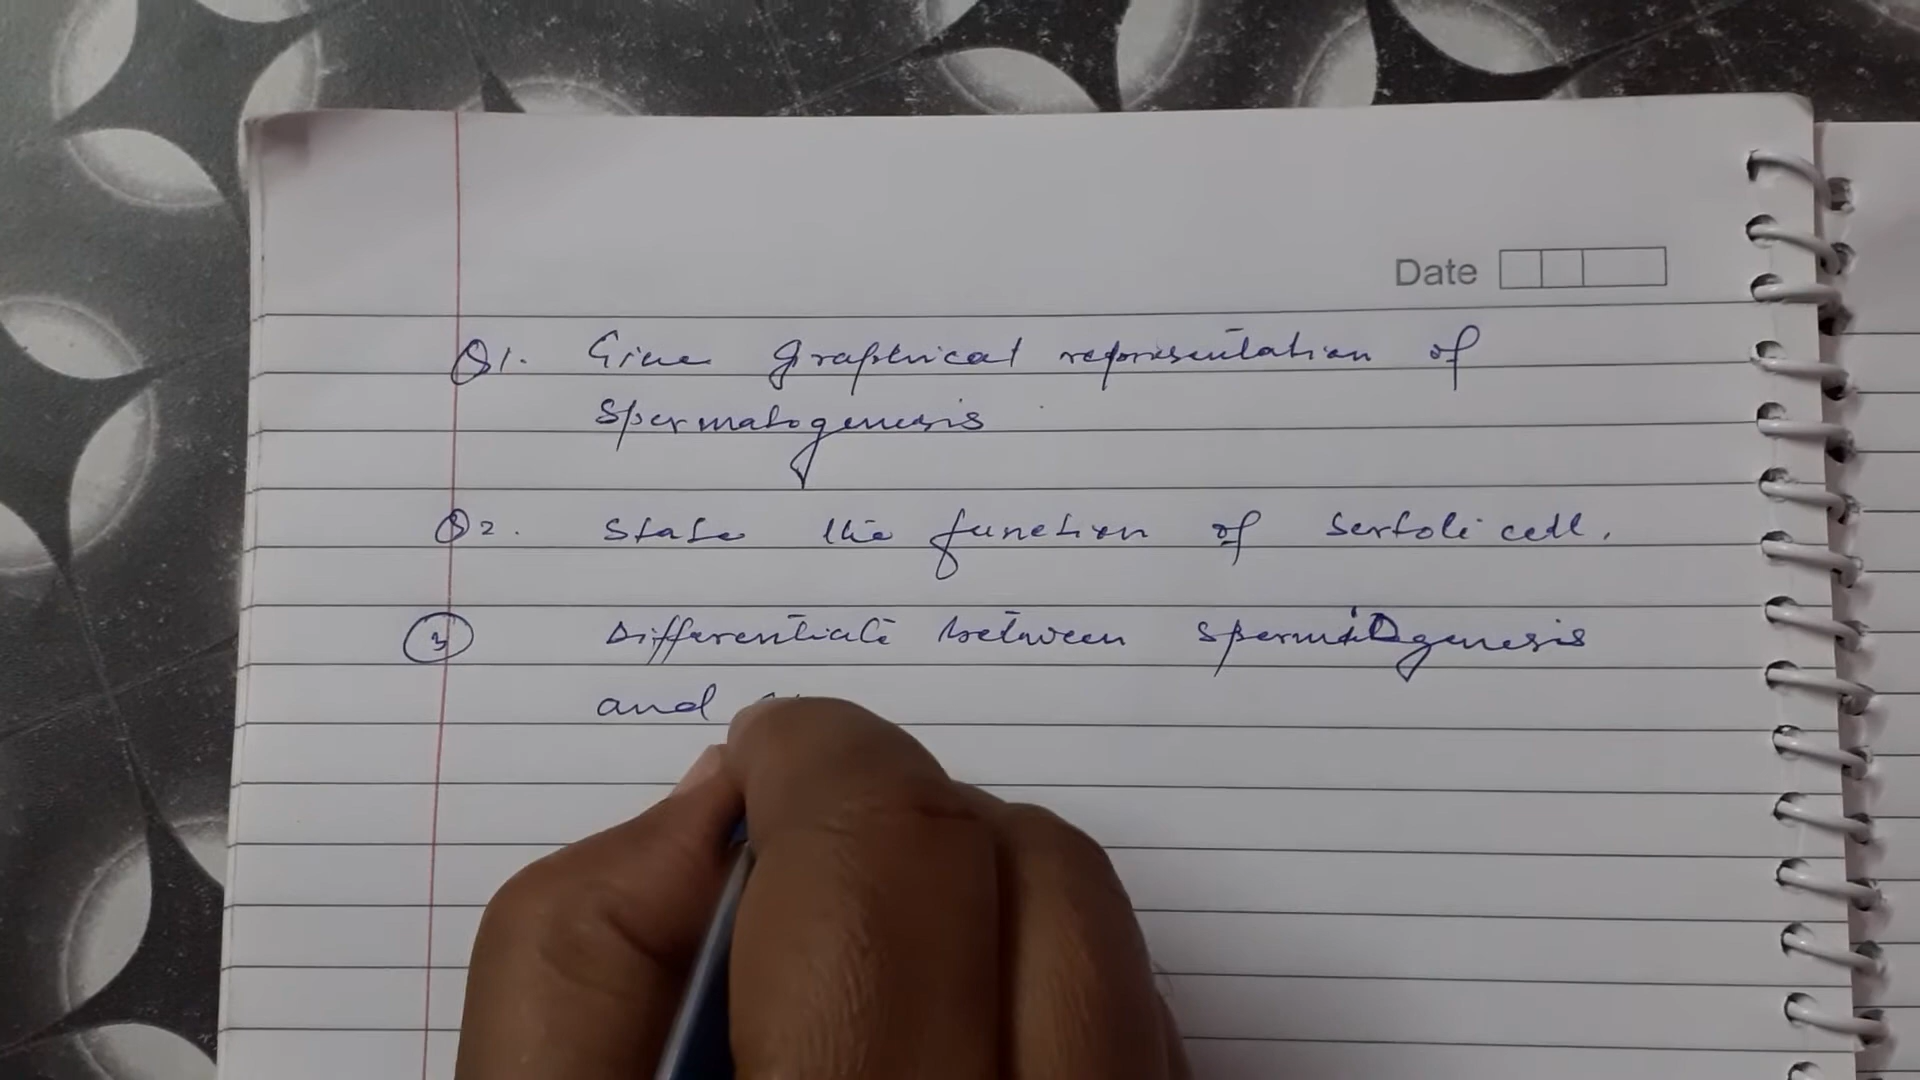 Date
Q1. Give graphical representation of
spermatogenesis
Q2. State the function of sertoli cell.
3 Differentiate between spermiogenesis
and